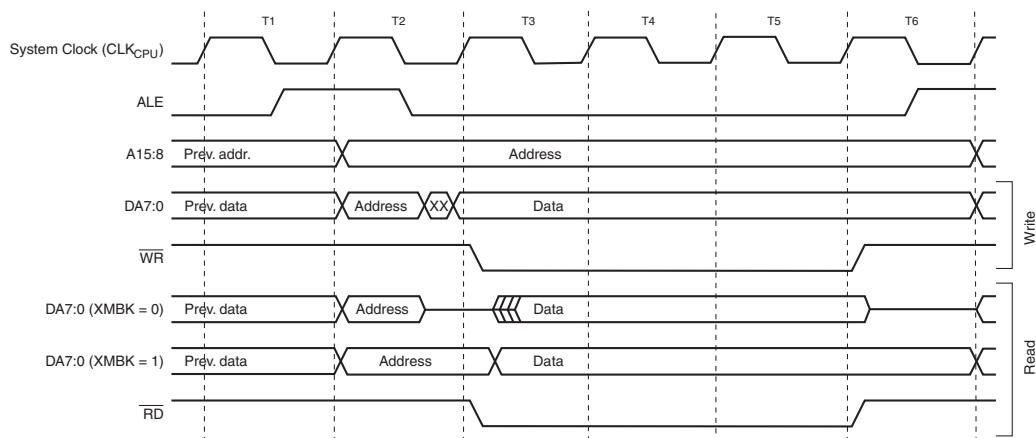 T1 T2 T3 T4 T5 T6
System Clock (CLKCPU)
ALE
A15:8 Prev. addr. Address
DA7:0 Prev. data Address XX Data
WR
Write
DA7:0 (XMBK = 0) Prev. data Address Data
DA7:0 (XMBK = 1) Prev. data Address Data
RD
Read